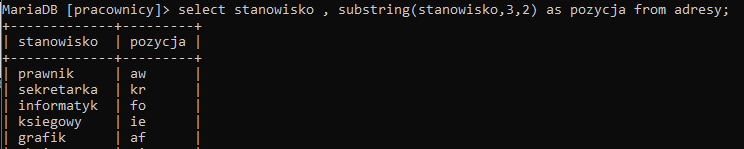 MariaDB [pracownicy]> select stanowisko , substring(stanowisko,3,2) as pozycja from adresy;
+-------------+---------+
| stanowisko | pozycja |
+-------------+---------+
| prawnik | aw |
| sekretarka | kr |
| informatyk | fo |
| ksiegowy | ie |
| grafik | af |